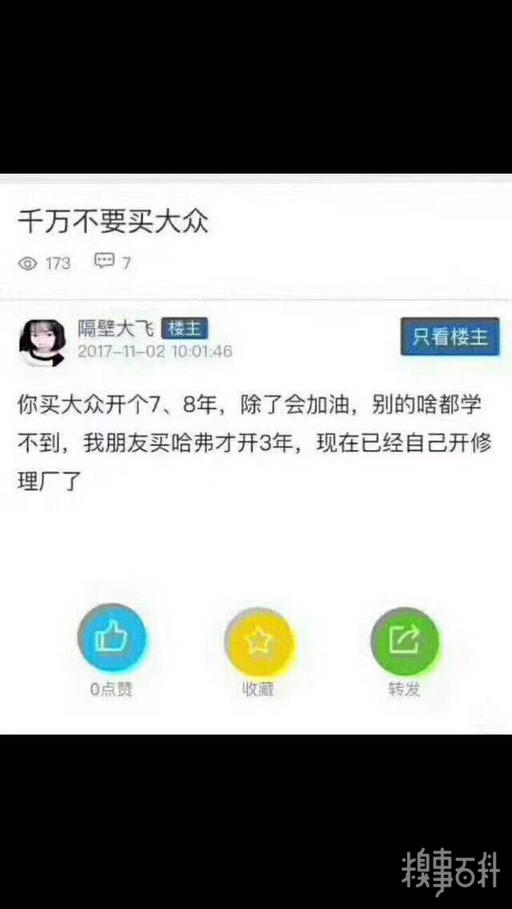 千万不要买大众
173 7
隔壁大飞 楼主
只看楼主
2017-11-02 10:01:46
你买大众开个7、8年，除了会加油，别的啥都学
不到，我朋友买哈弗才开3年，现在已经自己开修
理厂了
0点赞 收藏 转发
糗事百科